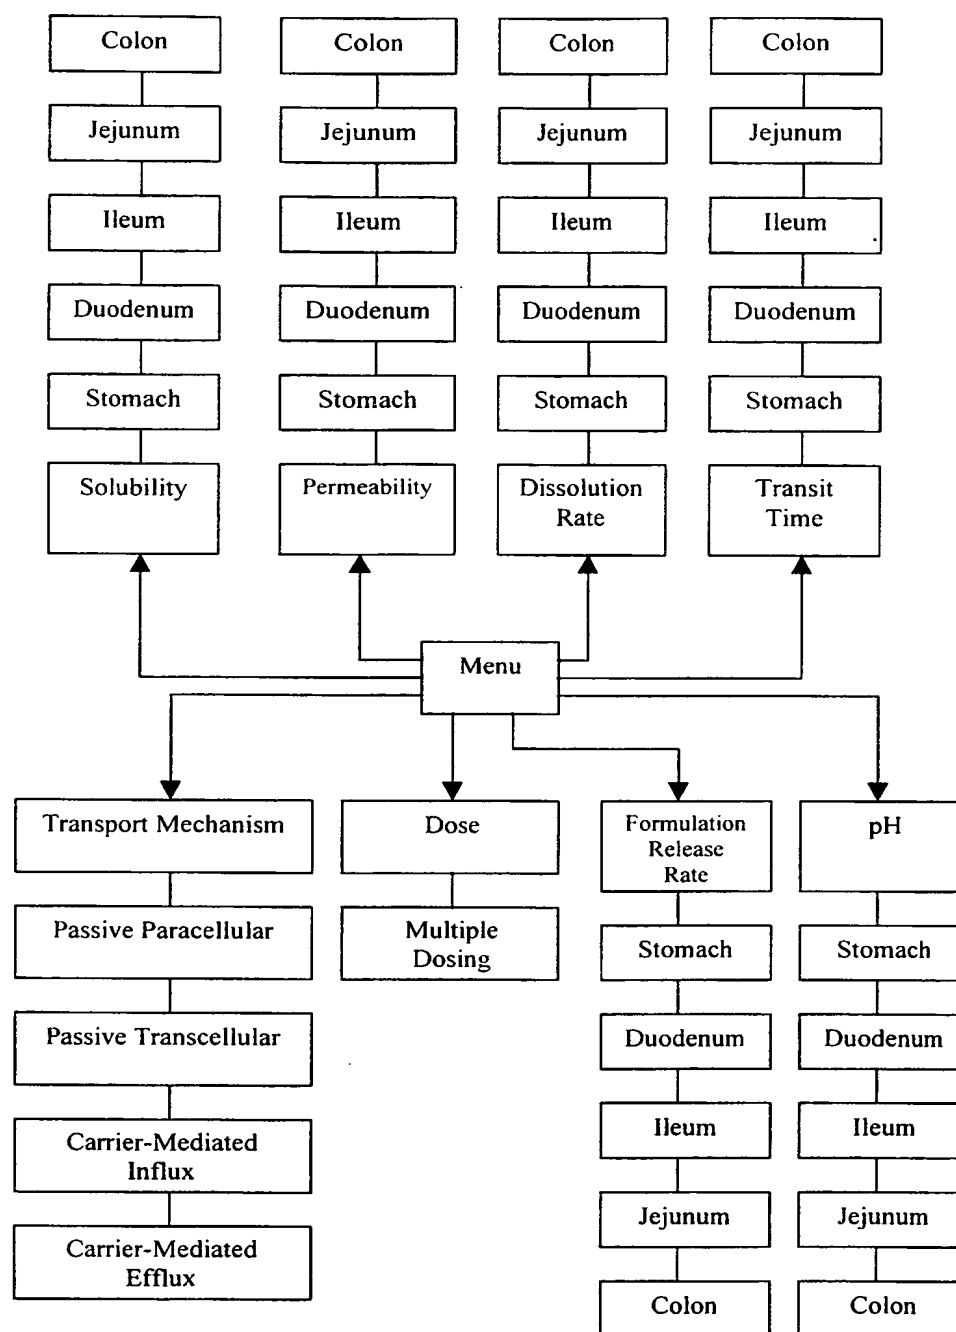 Colon
Colon
Colon
Colon
Jejunum
Jejunum
Jejunum
Jejunum
Ileum
Ileum
Ileum
Ileum
Duodenum
Duodenum
Duodenum
Duodenum
Stomach
Stomach
Stomach
Stomach
Solubility
Permeability
Dissolution
Rate
Transit
Time
Menu
Transport Mechanism
Dose
Formulation
Release
Rate
pH
Passive Paracellular
Multiple
Dosing
Stomach
Stomach
Passive Transcellular
Duodenum
Duodenum
Carrier-Mediated
Influx
Ileum
Ileum
Carrier-Mediated
Efflux
Jejunum
Jejunum
Colon
Colon